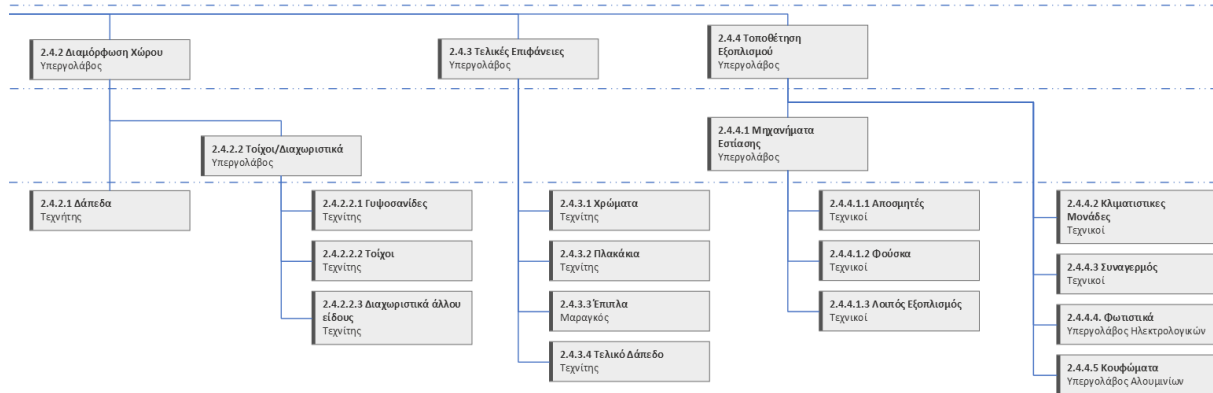 2.4.2 Διαμόρφωση Χώρου
Υπεργολάβος
2.4.3 Τελικές Επιφάνειες
Υπεργολάβος
2.4.4 Τοποθέτηση
Εξοπλισμού
Υπεργολάβος
2.4.2.2 Τοίχοι/Διαχωριστικά
Υπεργολάβος
2.4.4.1 Μηχανήματα
Εστίασης
Υπεργολάβος
2.4.2.1 Δάπεδα
Τεχνήτης
2.4.2.2.1 Γυψοσανίδες
Τεχνίτης
2.4.2.2.2 Τοίχοι
Τεχνίτης
2.4.2.2.3 Διαχωριστικά άλλου
είδους
Τεχνίτης
2.4.3.1 Χρώματα
Τεχνίτης
2.4.3.2 Πλακάκια
Τεχνίτης
2.4.3.3 Έπιπλα
Μαραγκός
2.4.3.4 Τελικό Δάπεδο
Τεχνίτης
2.4.4.1.1 Αποσμητές
Τεχνικοί
2.4.4.1.2 Φούσκα
Τεχνικοί
2.4.4.1.3 Λοιπός Εξοπλισμός
Τεχνικοί
2.4.4.2 Κλιματιστικες
Μονάδες
Τεχνικοί
2.4.4.3 Συναγερμός
Τεχνικοί
2.4.4.4. Φωτιστικά
Υπεργολάβος Ηλεκτρολογικών
2.4.4.5 Κουφώματα
Υπεργολάβος Αλουμινίων